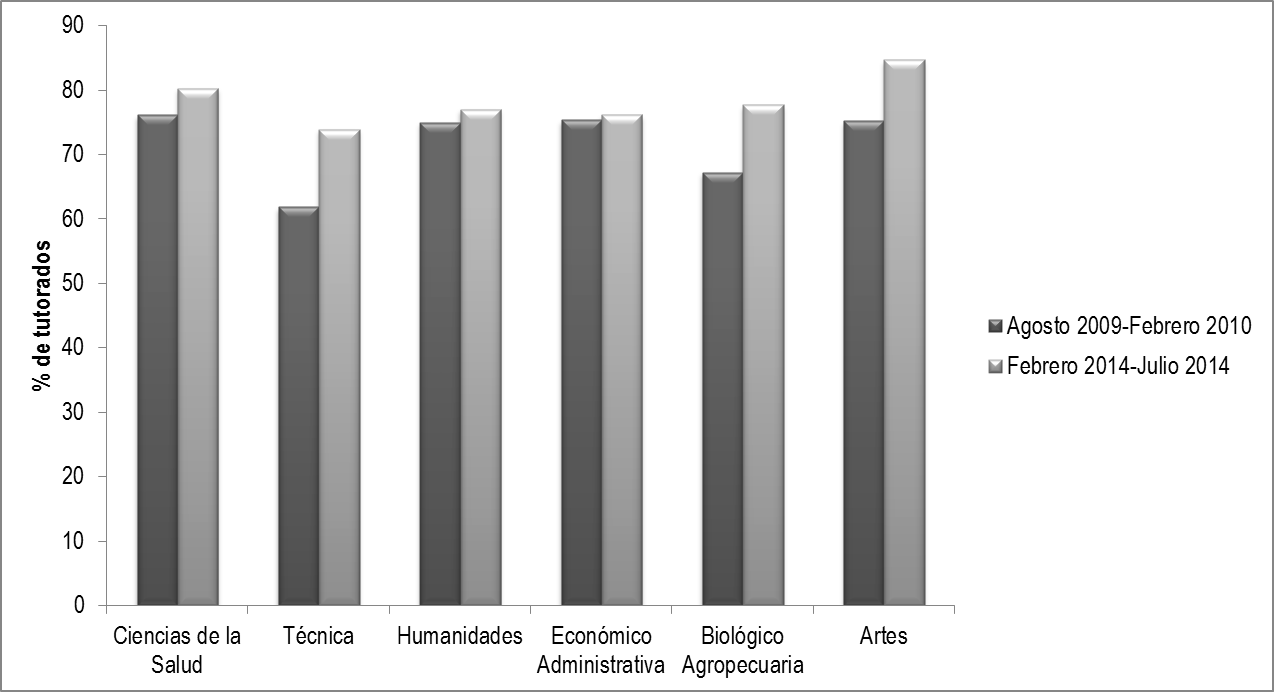 90
80
70
60
50
40
30
20
10
0
% de tutorados
Ciencias de la
Salud
Técnica
Humanidades
Económico
Administrativa
Biológico
Agropecuaria
Artes
Agosto 2009-Febrero 2010
Febrero 2014-Julio 2014